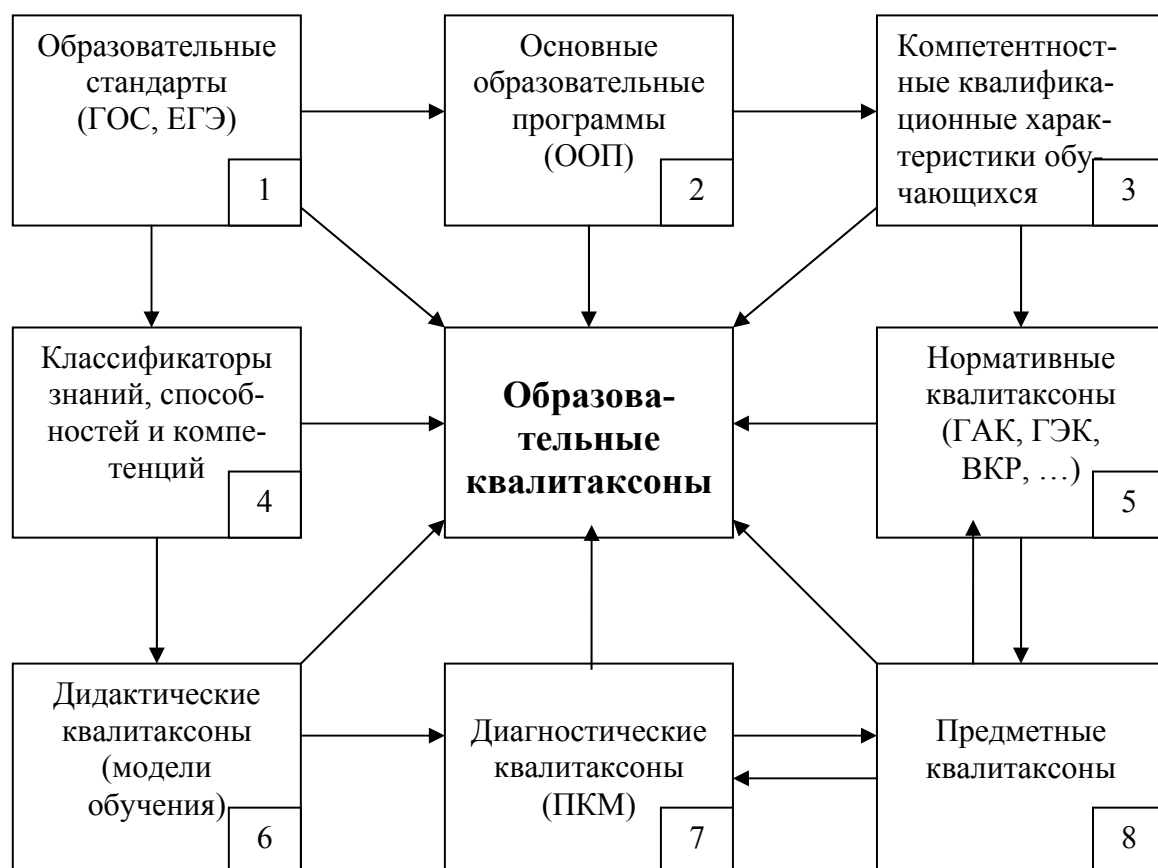 Образовательные
стандарты
(ГОС, ЕГЭ)
1
Основные
образовательные
программы
(ООП)
2
Компетентност-
ные квалифика-
ционные харак-
теристики обу-
чающихся
3
Классификаторы
знаний, способ-
ностей и компе-
тенций
4
Образова-
тельные
квалитаксоны
Нормативные
квалитаксоны
(ГАК, ГЭК,
ВКР, …)
5
Дидактические
квалитаксоны
(модели
обучения)
6
Диагностические
квалитаксоны
(ПКМ)
7
Предметные
квалитаксоны
8